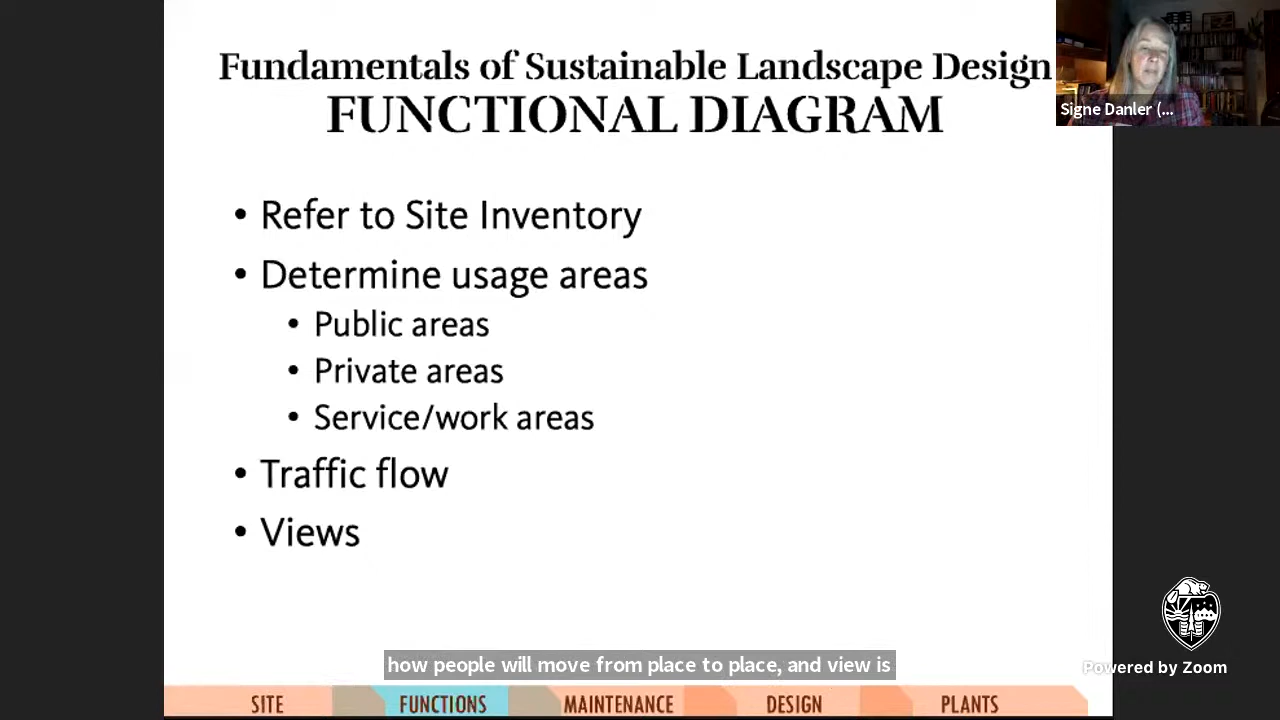 Fundamentals of Sustainable Landscape Design
FUNCTIONAL DIAGRAM
Signe Danler (...
• Refer to Site Inventory
• Determine usage areas
• Public areas
• Private areas
• Service/work areas
• Traffic flow
• Views
how people will move from place to place, and view is
Powered by Zoom
SITE FUNCTIONS MAINTENANCE DESIGN PLANTS